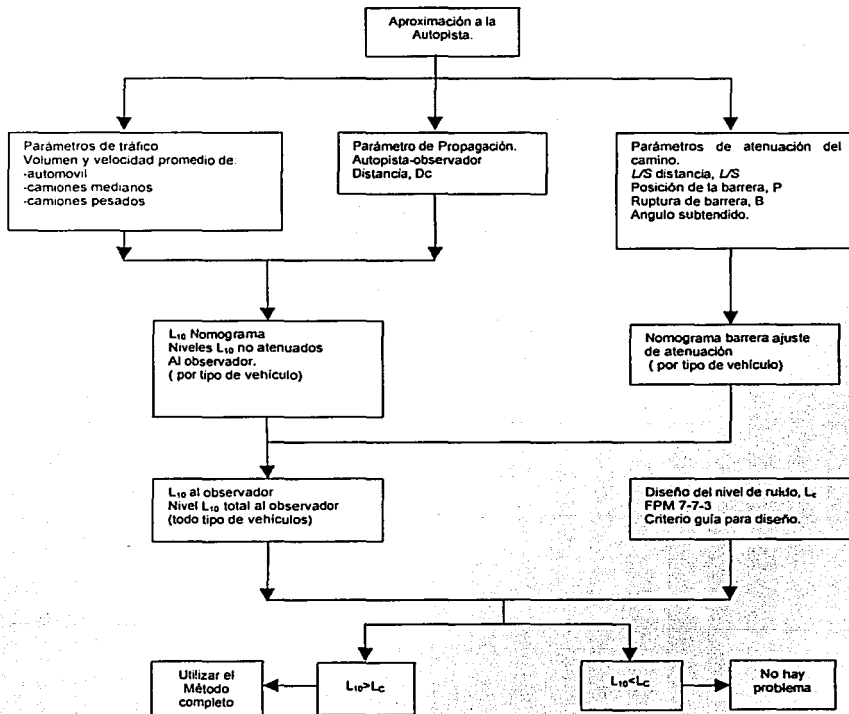 Aproximación a la
Autopista.
Parámetros de tráfico
Volumen y velocidad promedio de:
-automovil
-camiones medianos
-camiones pesados
Parámetro de Propagación.
Autopista-observador
Distancia, Dc
Parámetros de atenuación del
camino.
L/S distancia, L/S
Posición de la barrera, P
Ruptura de barrera, B
Angulo subtendido.
L₁₀ Nomograma
Niveles L₁₀ no atenuados
Al observador.
( por tipo de vehículo)
Nomograma barrera ajuste
de atenuación
( por tipo de vehículo)
L₁₀ al observador
Nivel L₁₀ total al observador
(todo tipo de vehículos)
Diseño del nivel de ruido, Lc
FPM 7-7-3
Criterio guía para diseño.
Utilizar el
Método
completo
L₁₀>LC
L₁₀<LC
No hay
problema